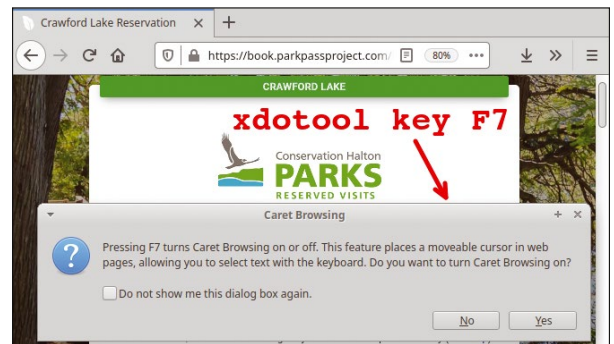 Crawford Lake Reservation
https://book.parkpassproject.com/
80%
CRAWFORD LAKE
xdotool key F7
Conservation Halton
PARKS
RESERVED VISITS
Caret Browsing
Pressing F7 turns Caret Browsing on or off. This feature places a moveable cursor in web
pages, allowing you to select text with the keyboard. Do you want to turn Caret Browsing on?
Do not show me this dialog box again.
No Yes